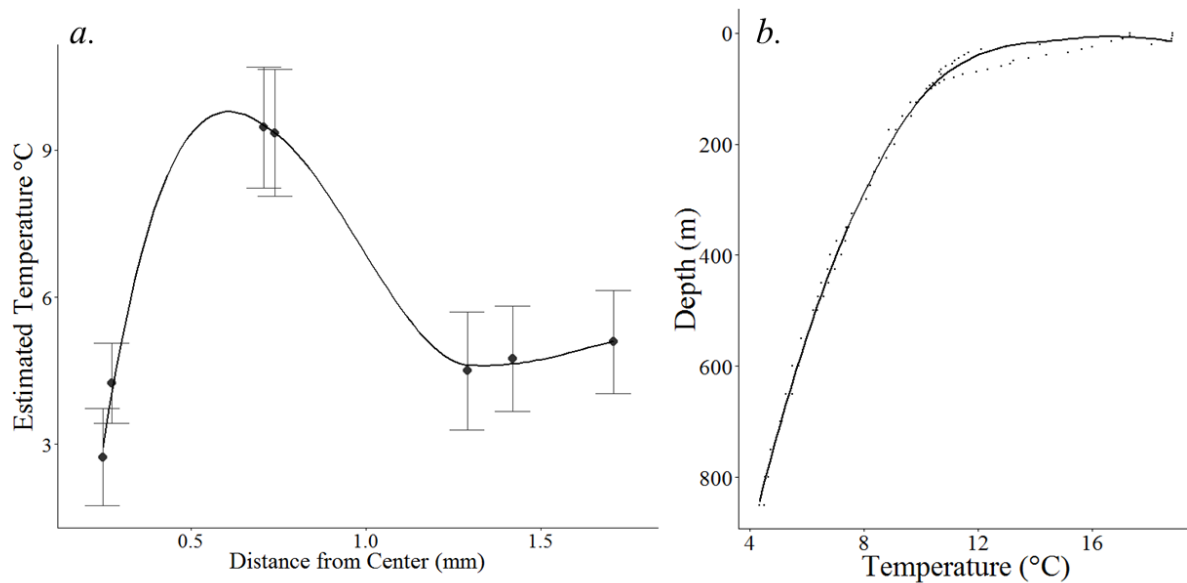 a.
Estimated Temperature °C
9
6
3
0.5 1.0 1.5
Distance from Center (mm)
b.
Depth (m)
0
200
400
600
800
4 8 12 16
Temperature (°C)